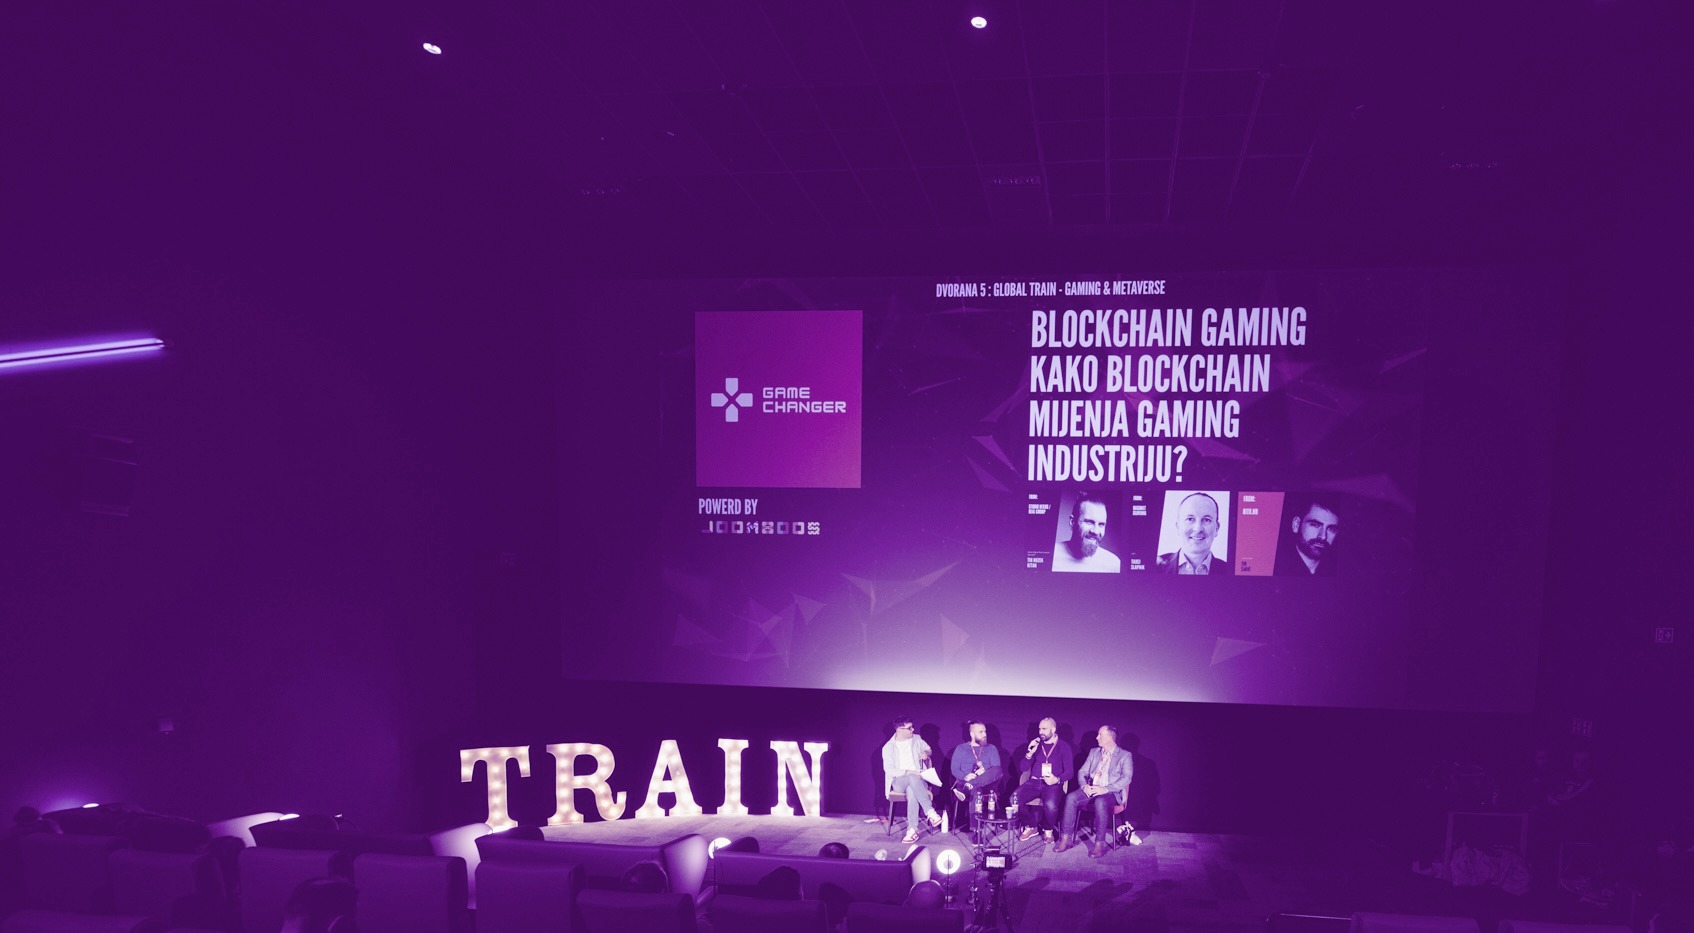 DVORANA 5 : GLOBAL TRAIN - GAMING & METAVERSE
BLOCKCHAIN GAMING
KAKO BLOCKCHAIN
MIJENJA GAMING
INDUSTRIJU?
GAME
CHANGER
POWERD BY
TRAIN